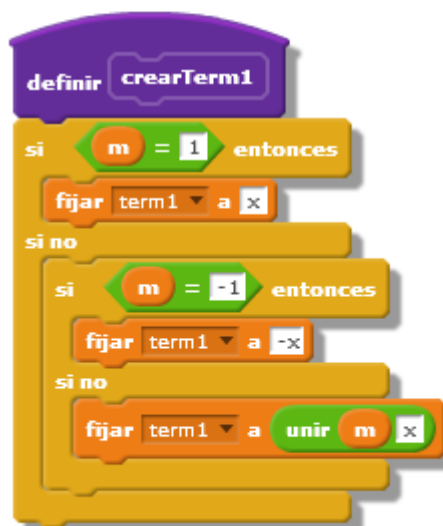 definir crearTerm1
si m = 1 entonces
fijar term1 a x
si no
si m = -1 entonces
fijar term1 a -x
si no
fijar term1 a unir m x